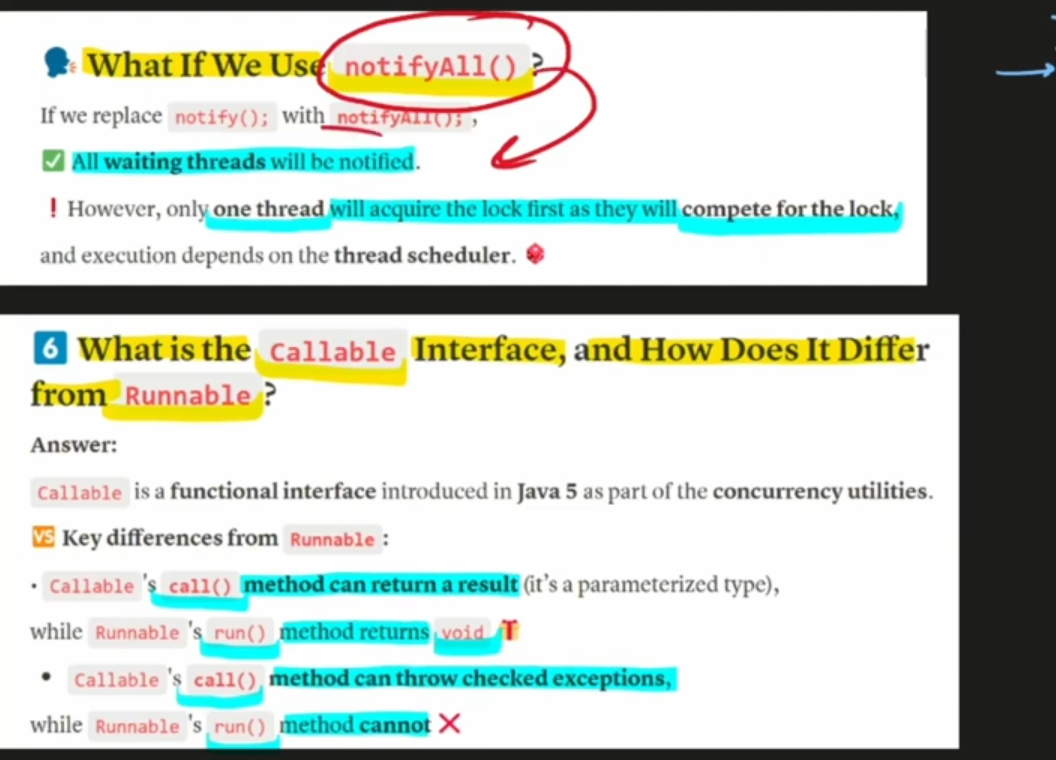 🗣️ What If We Use notifyAll() ?
If we replace notify(); with notifyAll(); ,
✅ All waiting threads will be notified.
❗ However, only one thread will acquire the lock first as they will compete for the lock,
and execution depends on the thread scheduler. 🎲
6️⃣ What is the Callable Interface, and How Does It Differ
from Runnable ?
Answer:
Callable is a functional interface introduced in Java 5 as part of the concurrency utilities.
🆚 Key differences from Runnable :
· Callable 's call() method can return a result (it's a parameterized type),
while Runnable 's run() method returns void 🎁
• Callable 's call() method can throw checked exceptions,
while Runnable 's run() method cannot ❌